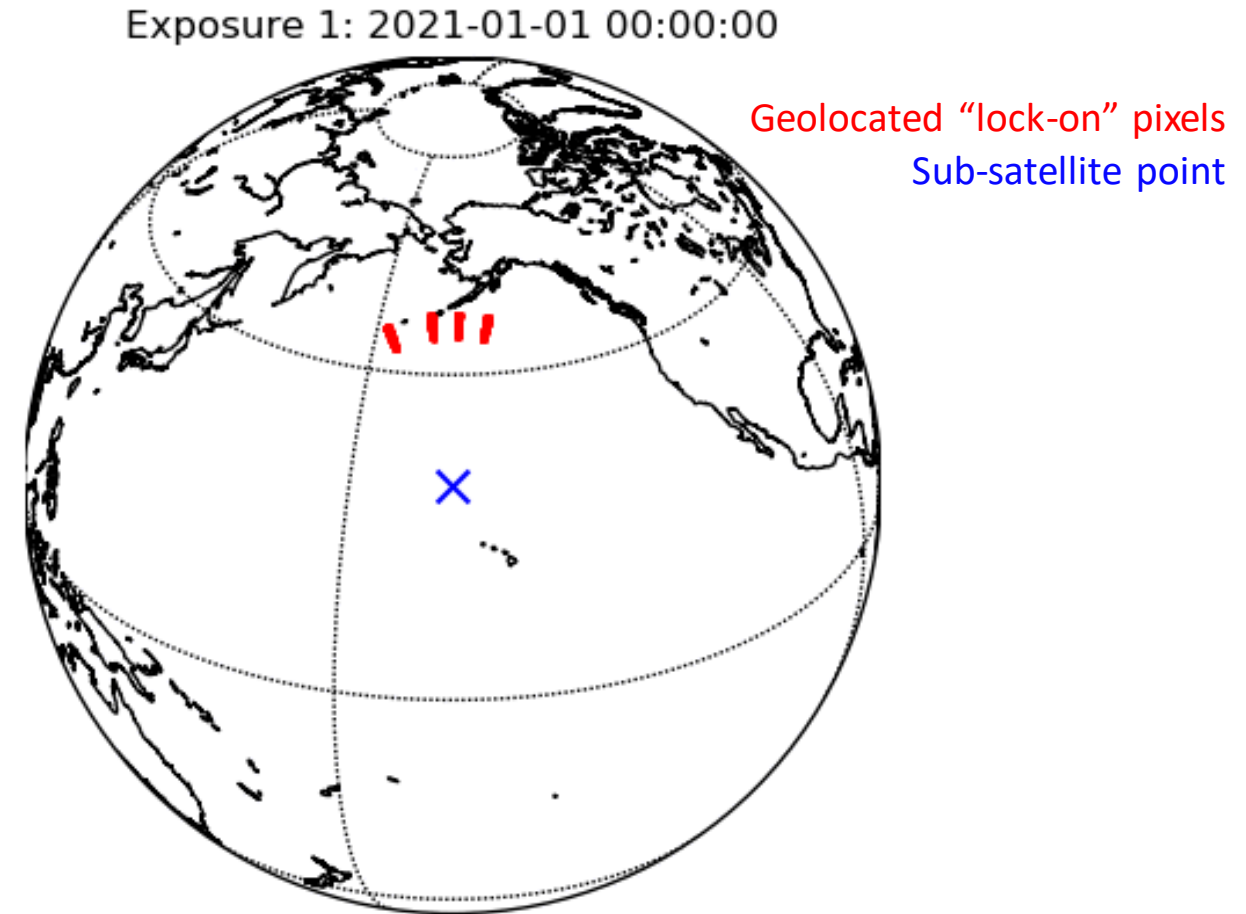 Exposure 1: 2021-01-01 00:00:00
Geolocated “lock-on” pixels
Sub-satellite point